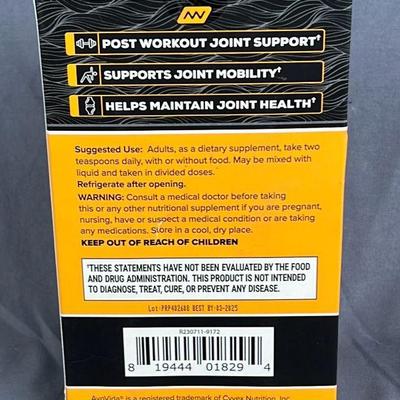 POST WORKOUT JOINT SUPPORT†
SUPPORTS JOINT MOBILITY†
HELPS MAINTAIN JOINT HEALTH†
Suggested Use: Adults, as a dietary supplement, take two
teaspoons daily, with or without food. May be mixed with
liquid and taken in divided doses.
Refrigerate after opening.
WARNING: Consult a medical doctor before taking
this or any other nutritional supplement if you are pregnant,
nursing, have or suspect a medical condition or are taking
any medications. Store in a cool, dry place.
KEEP OUT OF REACH OF CHILDREN
†THESE STATEMENTS HAVE NOT BEEN EVALUATED BY THE FOOD
AND DRUG ADMINISTRATION. THIS PRODUCT IS NOT INTENDED
TO DIAGNOSE, TREAT, CURE, OR PREVENT ANY DISEASE.
Lot: PRP402600 BEST BY:03-2025
R230711-9172
8 19444 01829 4
AvoVida® is a registered trademark of Cyvex Nutrition, Inc.